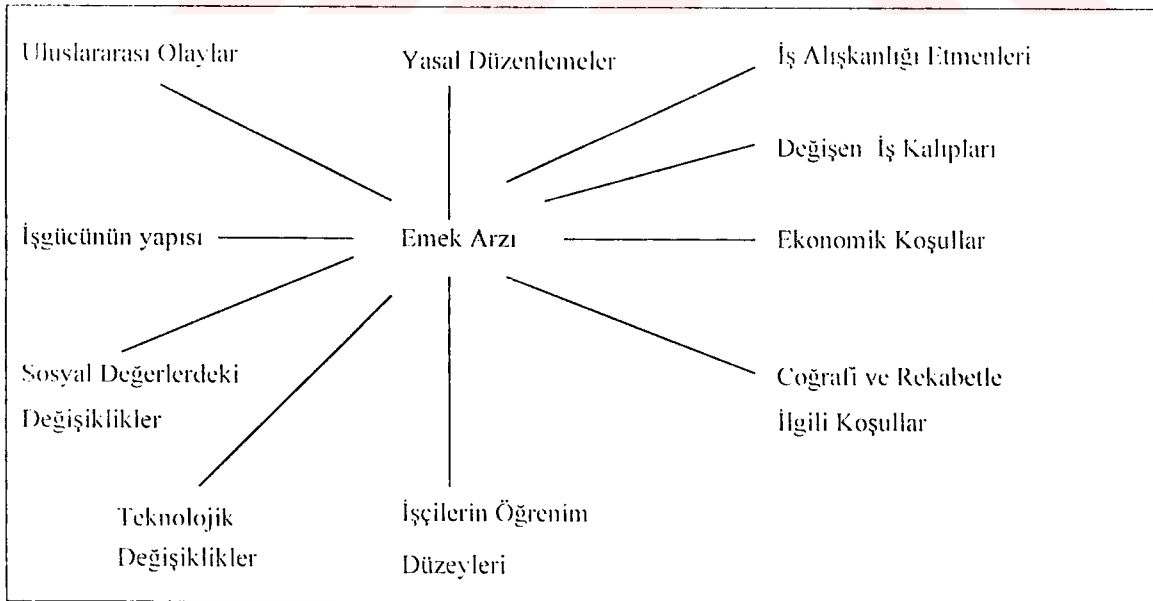 Uluslararası Olaylar
Yasal Düzenlemeler
İş Alışkanlığı Etmenleri
Değişen İş Kalıpları
İşgücünün yapısı
Emek Arzı
Ekonomik Koşullar
Sosyal Değerlerdeki
Değişiklikler
Coğrafi ve Rekabetle
İlgili Koşullar
Teknolojik
Değişiklikler
İşçilerin Öğrenim
Düzeyleri